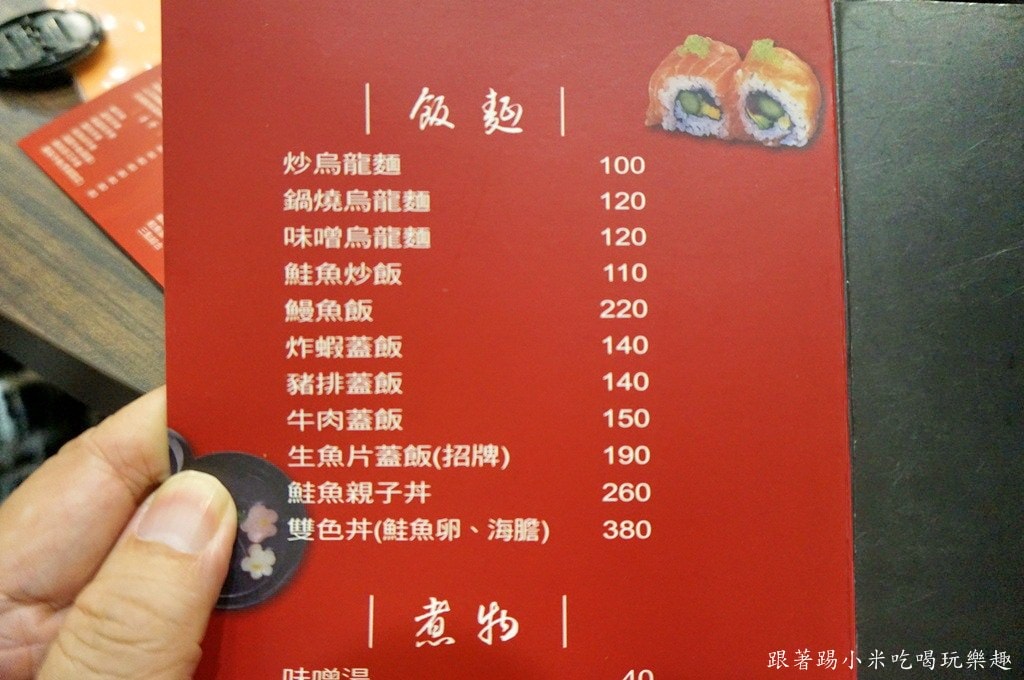 飯麵
炒烏龍麵 100
鍋燒烏龍麵 120
味噌烏龍麵 120
鮭魚炒飯 110
鰻魚飯 220
炸蝦蓋飯 140
豬排蓋飯 140
牛肉蓋飯 150
生魚片蓋飯(招牌) 190
鮭魚親子丼 260
雙色丼(鮭魚卵、海膽) 380
煮物
味噌湯 40
跟著踢小米吃喝玩樂趣